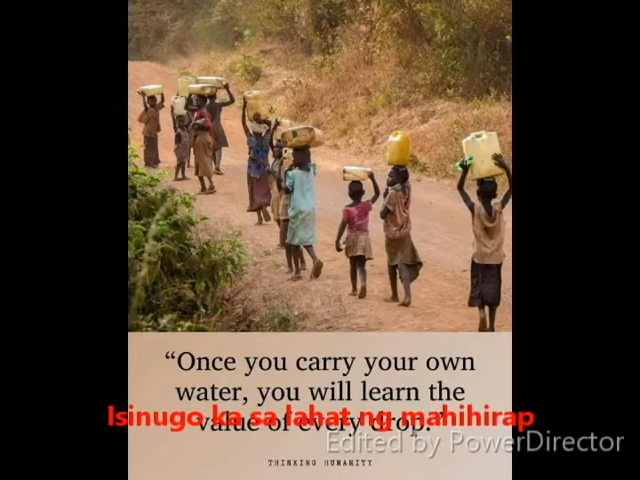 “Once you carry your own
water, you will learn the
value of every drop.”
Isinugo ka sa lahat ng mahihirap
Edited by PowerDirector
THINKING HUMANITY